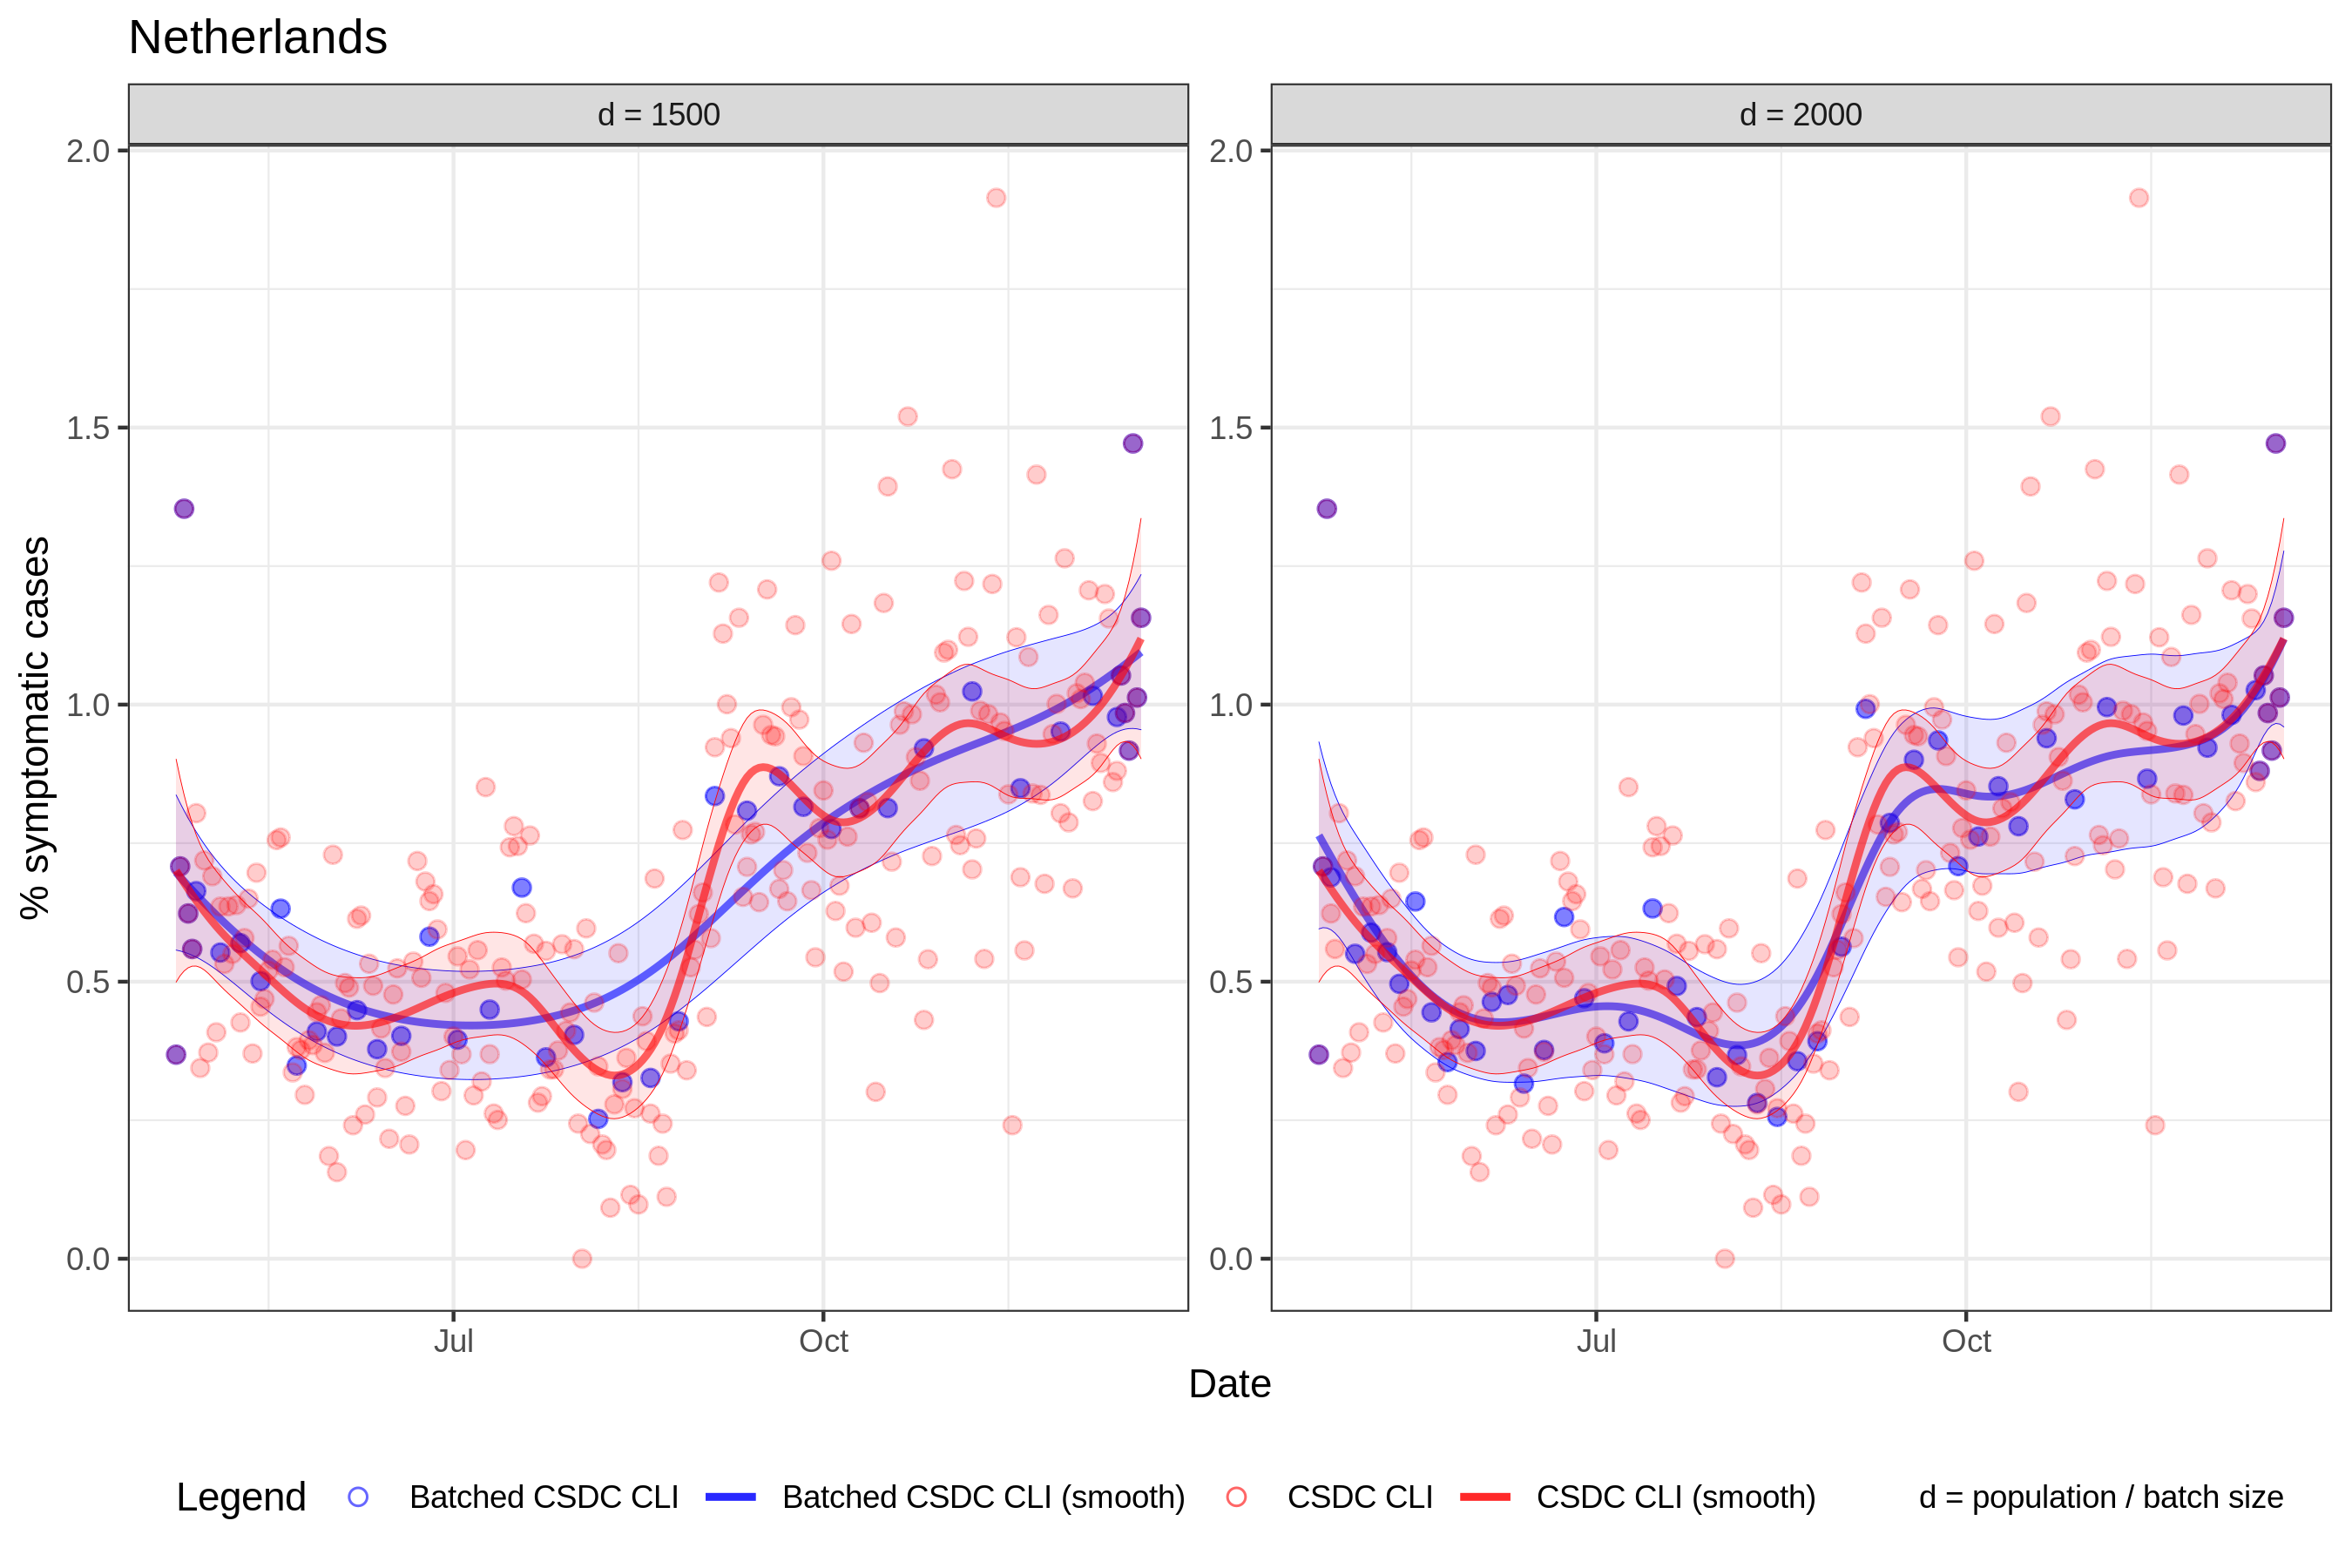 Netherlands
d = 1500
d = 2000
% symptomatic cases
2.0
1.5
1.0
0.5
0.0
2.0
1.5
1.0
0.5
0.0
Jul
Oct
Jul
Oct
Date
Legend Batched CSDC CLI Batched CSDC CLI (smooth) CSDC CLI CSDC CLI (smooth) d = population / batch size